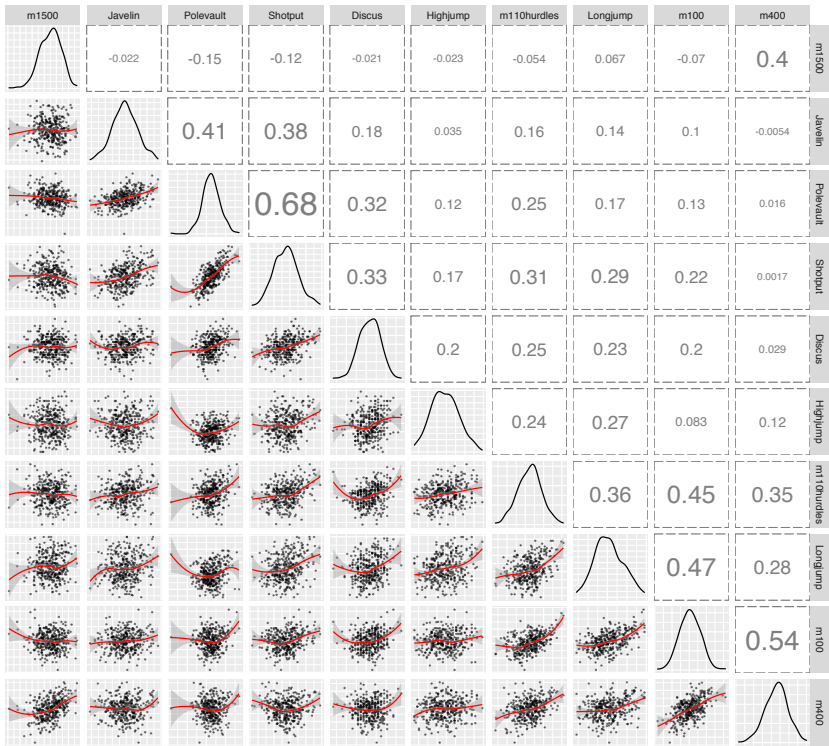 m1500 Javelin Polevault Shotput Discus Highjump m110hurdles Longjump m100 m400
-0.022 -0.15 -0.12 -0.021 -0.023 -0.054 0.067 -0.07 0.4 m1500
0.41 0.38 0.18 0.035 0.16 0.14 0.1 -0.0054 Javelin
0.68 0.32 0.12 0.25 0.17 0.13 0.016 Polevault
0.33 0.17 0.31 0.29 0.22 0.0017 Shotput
0.2 0.25 0.23 0.2 0.029 Discus
0.24 0.27 0.083 0.12 Highjump
0.36 0.45 0.35 m110hurdles
0.47 0.28 Longjump
0.54 m100
m400